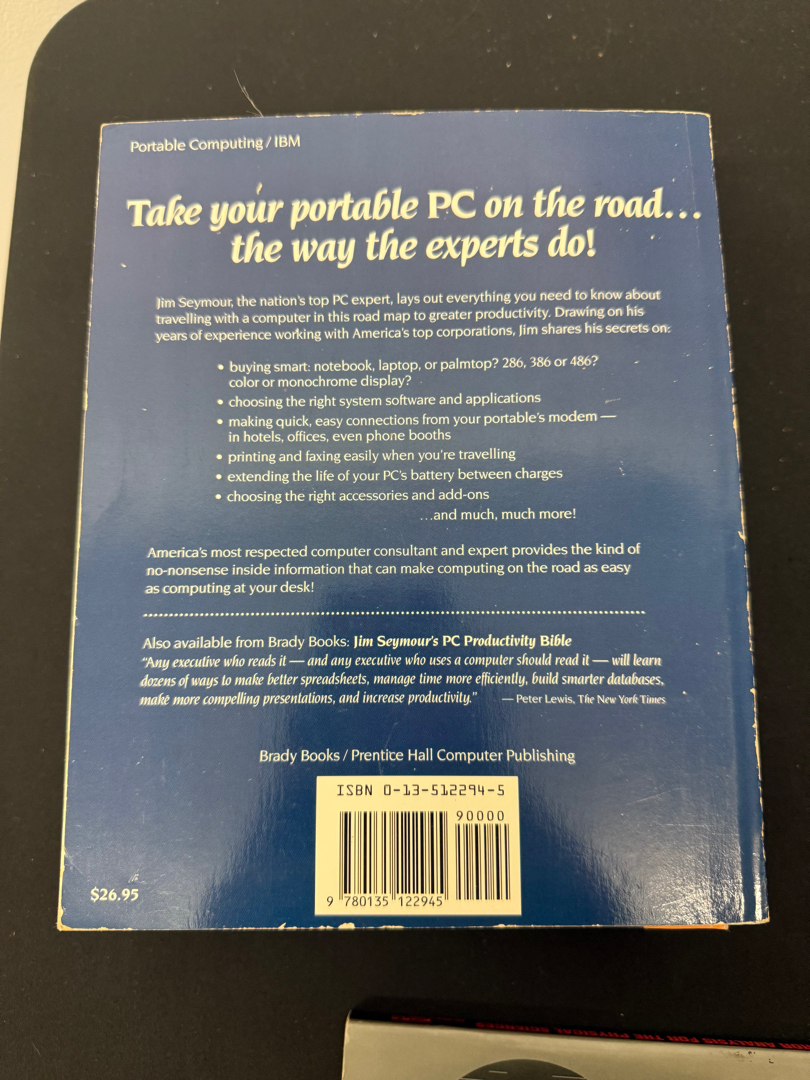 Portable Computing / IBM
Take your portable PC on the road...
the way the experts do!
Jim Seymour, the nation's top PC expert, lays out everything you need to know about
travelling with a computer in this road map to greater productivity. Drawing on his
years of experience working with America's top corporations, Jim shares his secrets on:
• buying smart: notebook, laptop, or palmtop? 286, 386 or 486?
color or monochrome display?
• choosing the right system software and applications
• making quick, easy connections from your portable's modem —
in hotels, offices, even phone booths
• printing and faxing easily when you're travelling
• extending the life of your PC's battery between charges
• choosing the right accessories and add-ons
...and much, much more!
America's most respected computer consultant and expert provides the kind of
no-nonsense inside information that can make computing on the road as easy
as computing at your desk!
Also available from Brady Books: Jim Seymour's PC Productivity Bible
"Any executive who reads it — and any executive who uses a computer should read it — will learn
dozens of ways to make better spreadsheets, manage time more efficiently, build smarter databases,
make more compelling presentations, and increase productivity." — Peter Lewis, The New York Times
Brady Books / Prentice Hall Computer Publishing
ISBN 0-13-512294-5
90000
9 780135 122945
$26.95
ANALYSIS FOR THE PHYSICAL SCIENCES